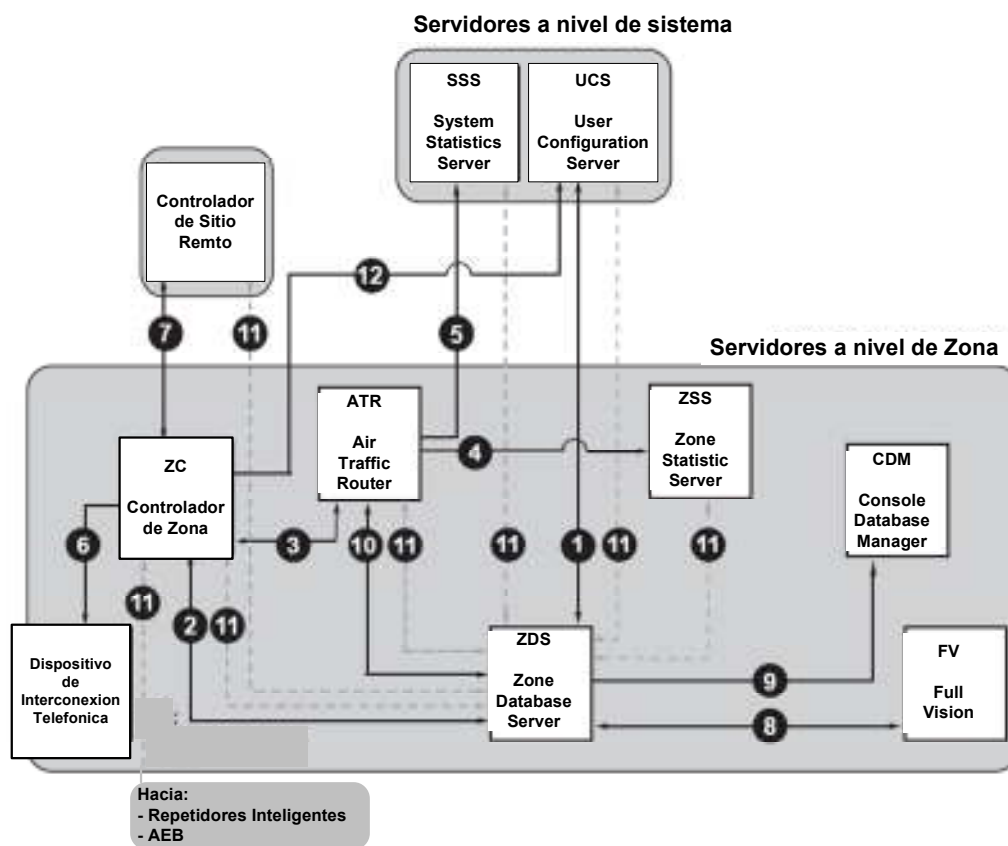 Servidores a nivel de sistema
SSS
System
Statistics
Server
UCS
User
Configuration
Server
Controlador
de Sitio
Remto
12
7
11
5
Servidores a nivel de Zona
ATR
Air
Traffic
Router
ZSS
Zone
Statistic
Server
4
ZC
Controlador
de Zona
CDM
Console
Database
Manager
6
3
10
11
11
1
11
11
11
2
11
ZDS
Zone
Database
Server
FV
Full
Vision
9
8
Dispositivo
de
Interconexion
Telefonica
:
Hacia:
- Repetidores Inteligentes
- AEB